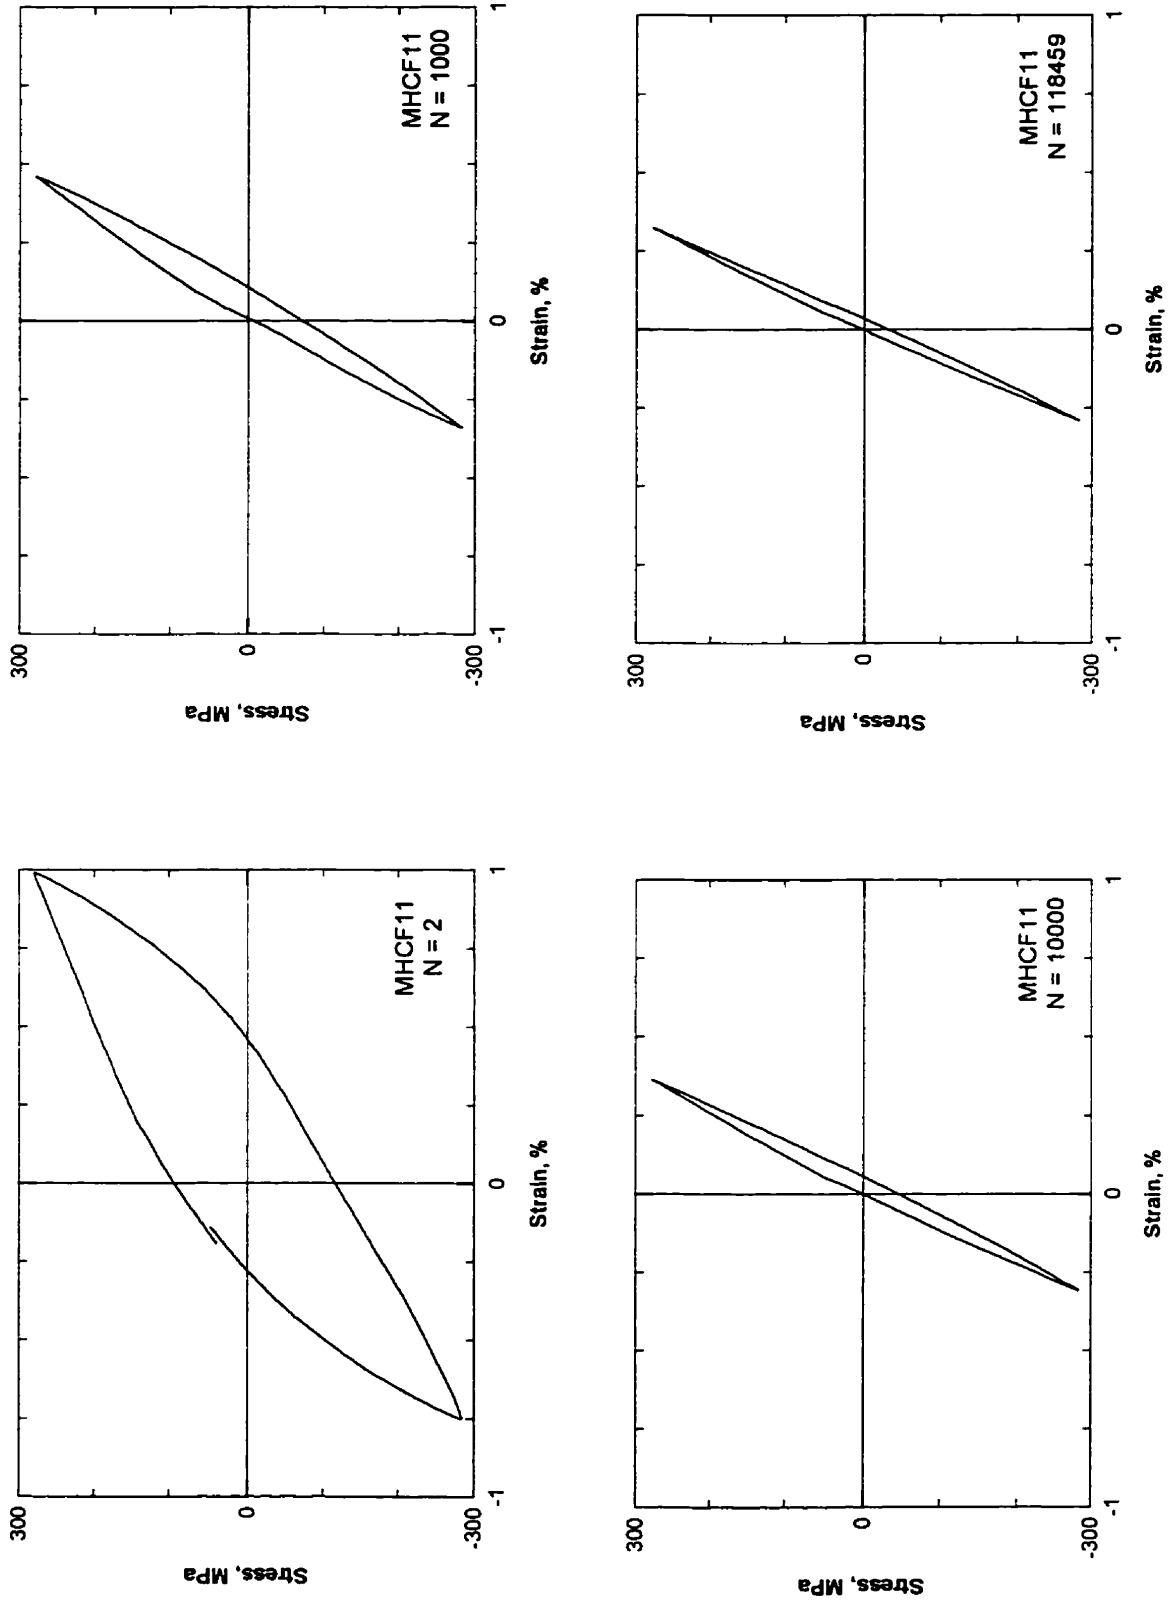 300
0
-300
Stress, MPa
-1
0
1
Strain, %
MHCF11
N = 2
300
0
-300
Stress, MPa
-1
0
1
Strain, %
MHCF11
N = 1000
300
0
-300
Stress, MPa
-1
0
1
Strain, %
MHCF11
N = 10000
300
0
-300
Stress, MPa
-1
0
1
Strain, %
MHCF11
N = 118459